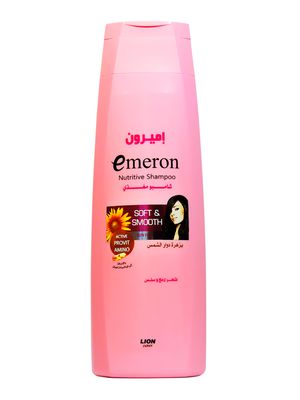 إميرون
emeron
Nutritive Shampoo
شامبو مغذي
SOFT &
SMOOTH
ACTIVE
PROVIT
AMINO
بزهرة دوار الشمس
LION